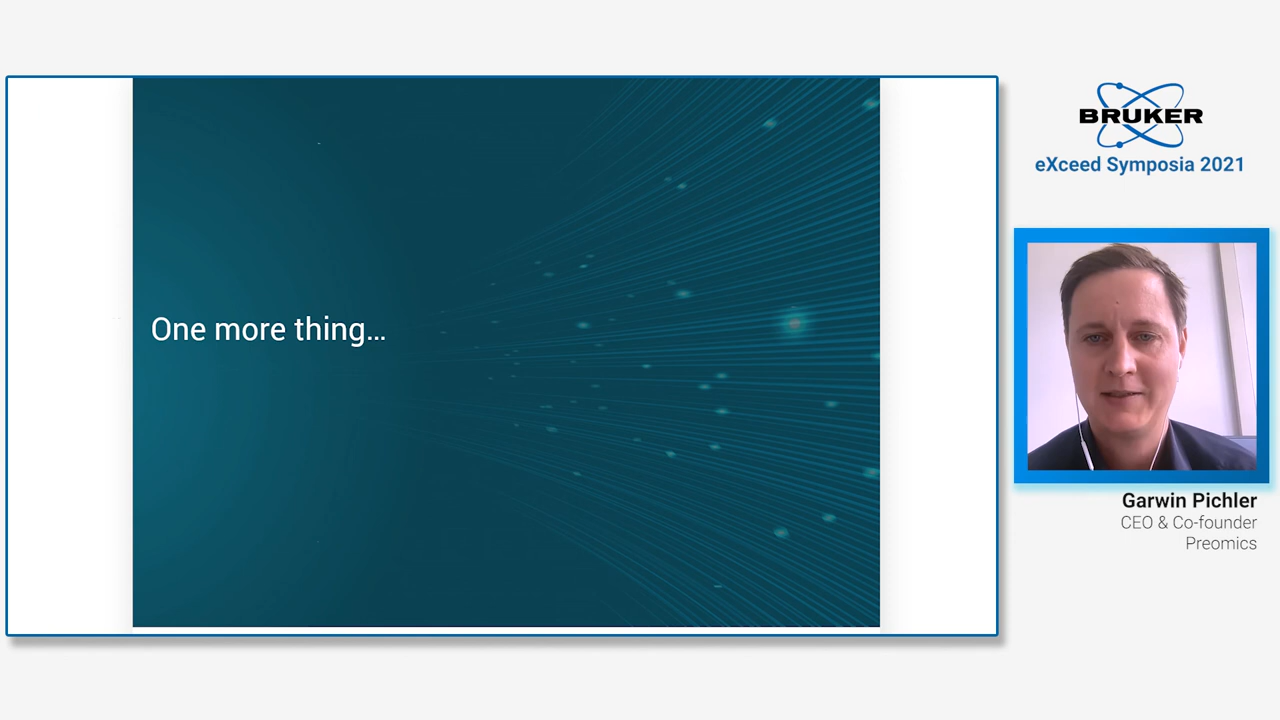 One more thing...
BRUKER
eXceed Symposia 2021
Garwin Pichler
CEO & Co-founder
Preomics